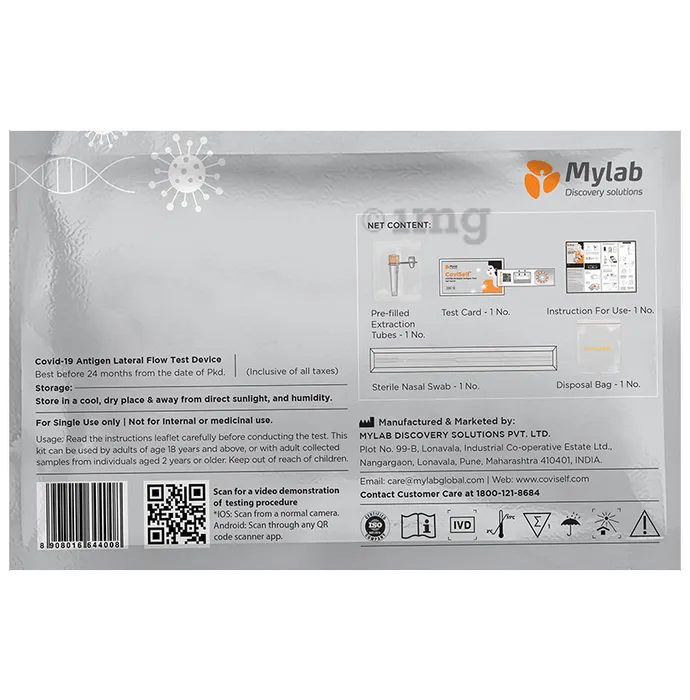 Mylab
Discovery solutions
1mg
NET CONTENT:
Mylab
CoviSelf
Pre-filled
Extraction
Tubes - 1 No.
Test Card - 1 No.
Instruction For Use- 1 No.
Sterile Nasal Swab - 1 No.
Disposal Bag - 1 No.
Covid-19 Antigen Lateral Flow Test Device
Best before 24 months from the date of Pkd.
(Inclusive of all taxes)
Storage:
Store in a cool, dry place & away from direct sunlight, and humidity.
For Single Use only | Not for Internal or medicinal use.
Usage: Read the instructions leaflet carefully before conducting the test. This
kit can be used by adults of age 18 years and above, or with adult collected
samples from individuals aged 2 years or older. Keep out of reach of children.
Manufactured & Marketed by:
MYLAB DISCOVERY SOLUTIONS PVT. LTD.
Plot No. 99-B, Lonavala, Industrial Co-operative Estate Ltd.,
Nangargaon, Lonavala, Pune, Maharashtra 410401, INDIA.
Email: care@mylabglobal.com | Web: www.coviself.com
Contact Customer Care at 1800-121-8684
8 908016 644008
Scan for a video demonstration
of testing procedure
*IOS: Scan from a normal camera.
Android: Scan through any QR
code scanner app.
ISO
IVD
Σ 1